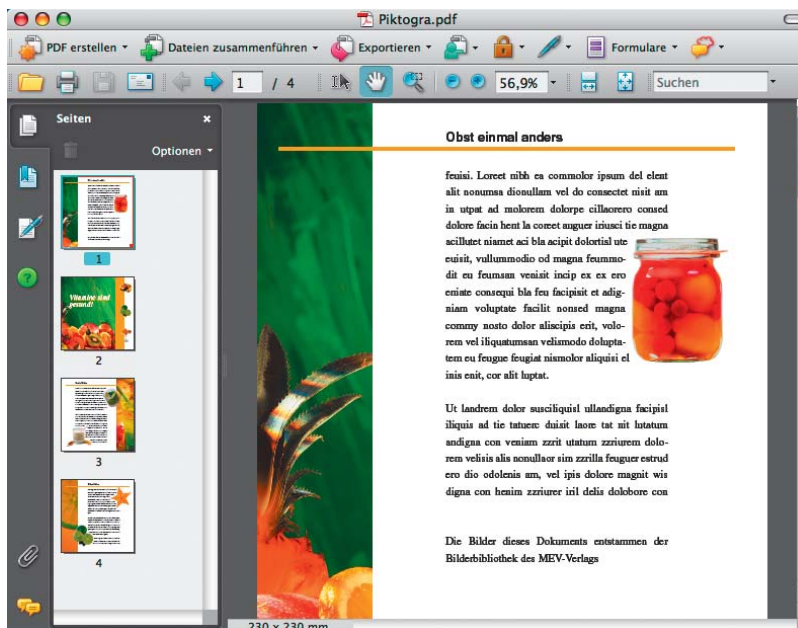 Piktogra.pdf
PDF erstellen
Dateien zusammenführen
Exportieren
Formulare
1 / 4
56,9%
Suchen
Seiten
Optionen
1
Vitamine sind
gesund!
2
3
4
Obst einmal anders
feuisi. Loreet nibh ea commolor ipsum del elent
alit nonumsa dionullam vel do consectet nisit am
in utpat ad molorem dolorpe cillaorero consed
dolore facin hent la coreet auguer iriusci tie magna
acillutet niamet aci bla acipit dolortisl ute
euisit, vullummodio od magna feummo-
dit eu feumsan venisit incip ex ex ero
eniate consequi bla feu facipisit et adig-
niam voluptate facilit nonsed magna
commy nosto dolor aliscipis erit, volo-
rem vel iliquatumsan velismodo dolupta-
tem eu feugue feugiat nismolor aliquisi el
inis enit, cor alit luptat.
Ut landrem dolor susciliquisl ullandigna facipisl
iliquis ad tie tatuerc duisit laore tat nit lutatum
andigna con veniam zzrit utatum zzriurem dolo-
rem velisis alis nonullaor sim zzrilla feuguer estrud
ero dio odolenis am, vel ipis dolore magnit wis
digna con henim zzriurer iril delis dolobore con
Die Bilder dieses Dokuments entstammen der
Bilderbibliothek des MEV-Verlags
230 x 230 mm